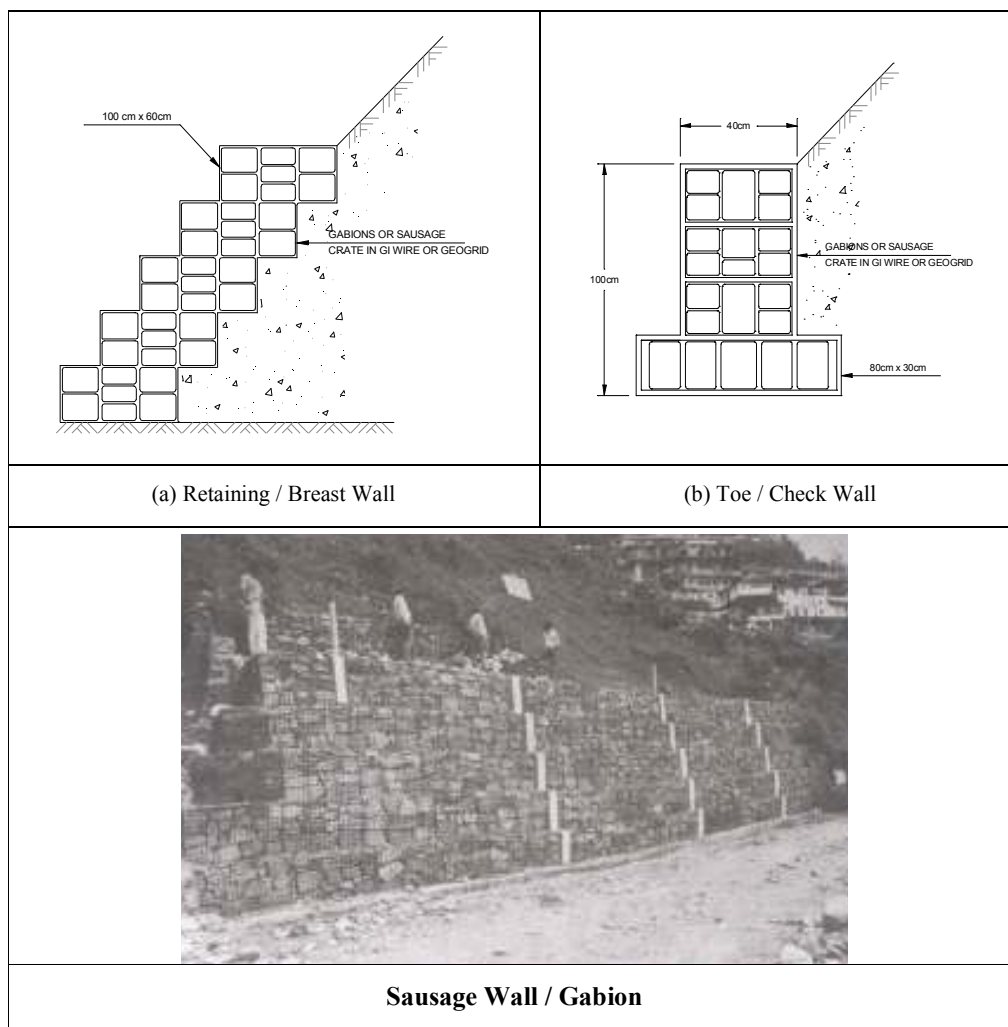 100 cm x 60cm
GABIONS OR SAUSAGE
CRATE IN GI WIRE OR GEOGRID
(a) Retaining / Breast Wall
40cm
100cm
GABIONS OR SAUSAGE
CRATE IN GI WIRE OR GEOGRID
80cm x 30cm
(b) Toe / Check Wall
Sausage Wall / Gabion